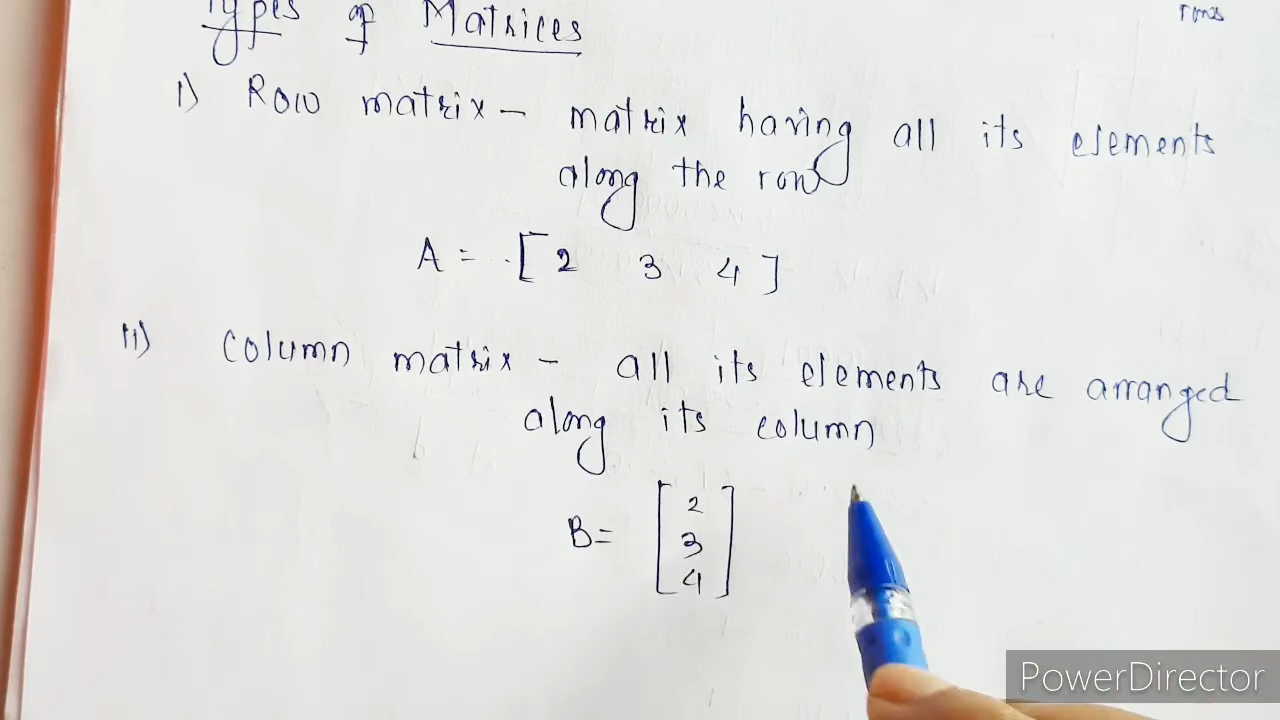 Types of Matrices
rows
i) Row matrix - matrix having all its elements
along the row
A = [ 2 3 4 ]
ii) column matrix - all its elements are arranged
along its column
B = [ 2
3
4 ]
PowerDirector